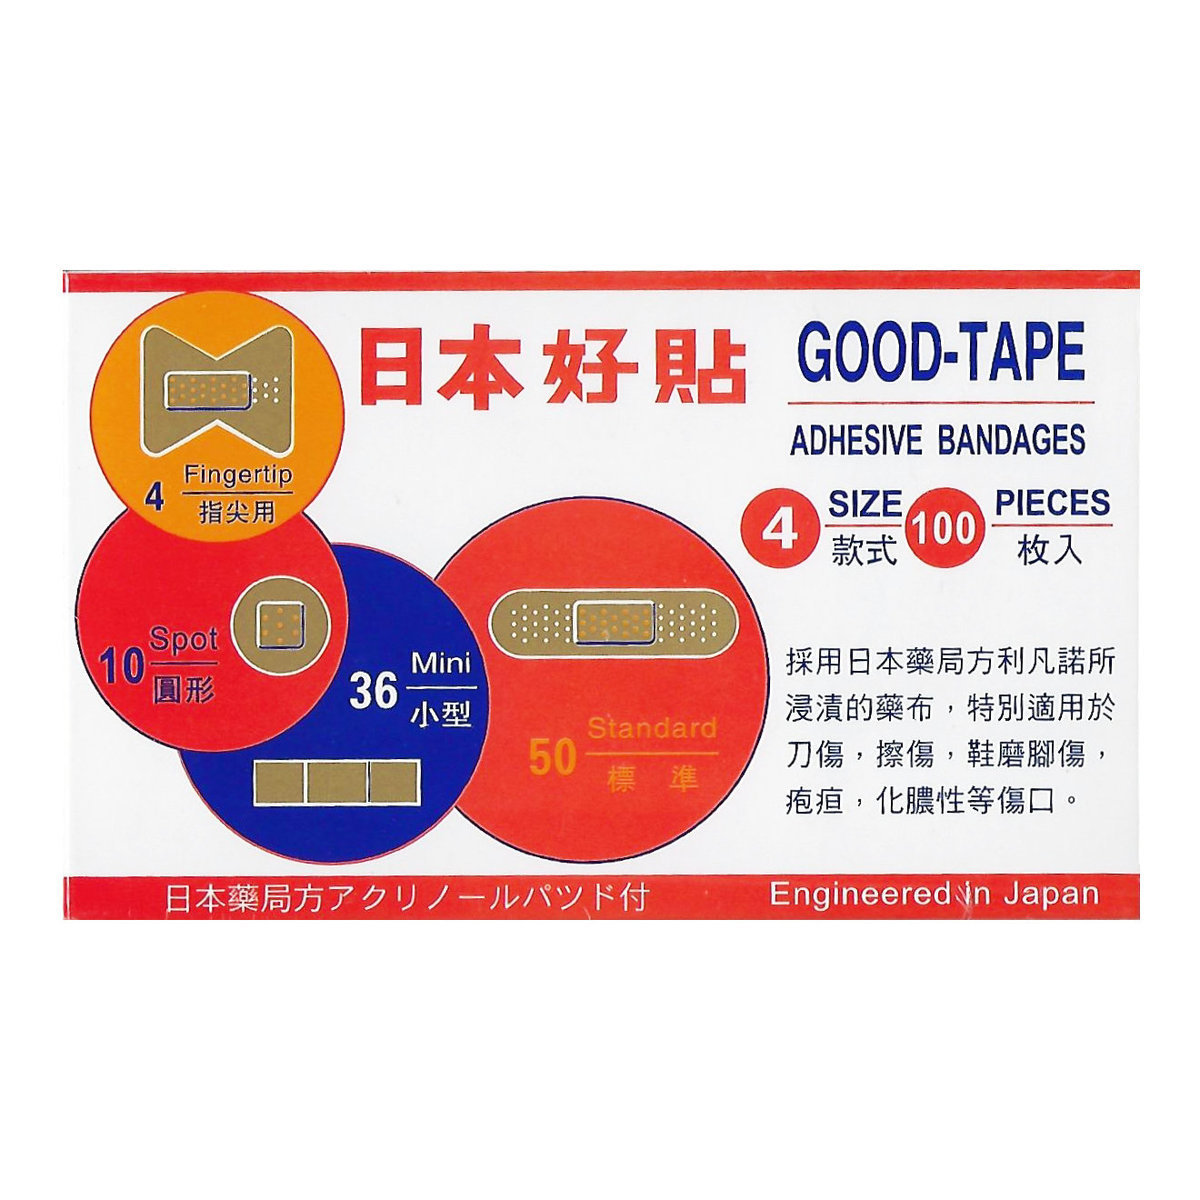 日本好貼
GOOD-TAPE
ADHESIVE BANDAGES
4 SIZE 款式 100 PIECES 枚入
4 Fingertip
指尖用
10 Spot
圓形
36 Mini
小型
50 Standard
標準
採用日本藥局方利凡諾所
浸漬的藥布，特別適用於
刀傷，擦傷，鞋磨腳傷，
疱疸，化膿性等傷口。
日本藥局方アクリノールパツド付
Engineered In Japan